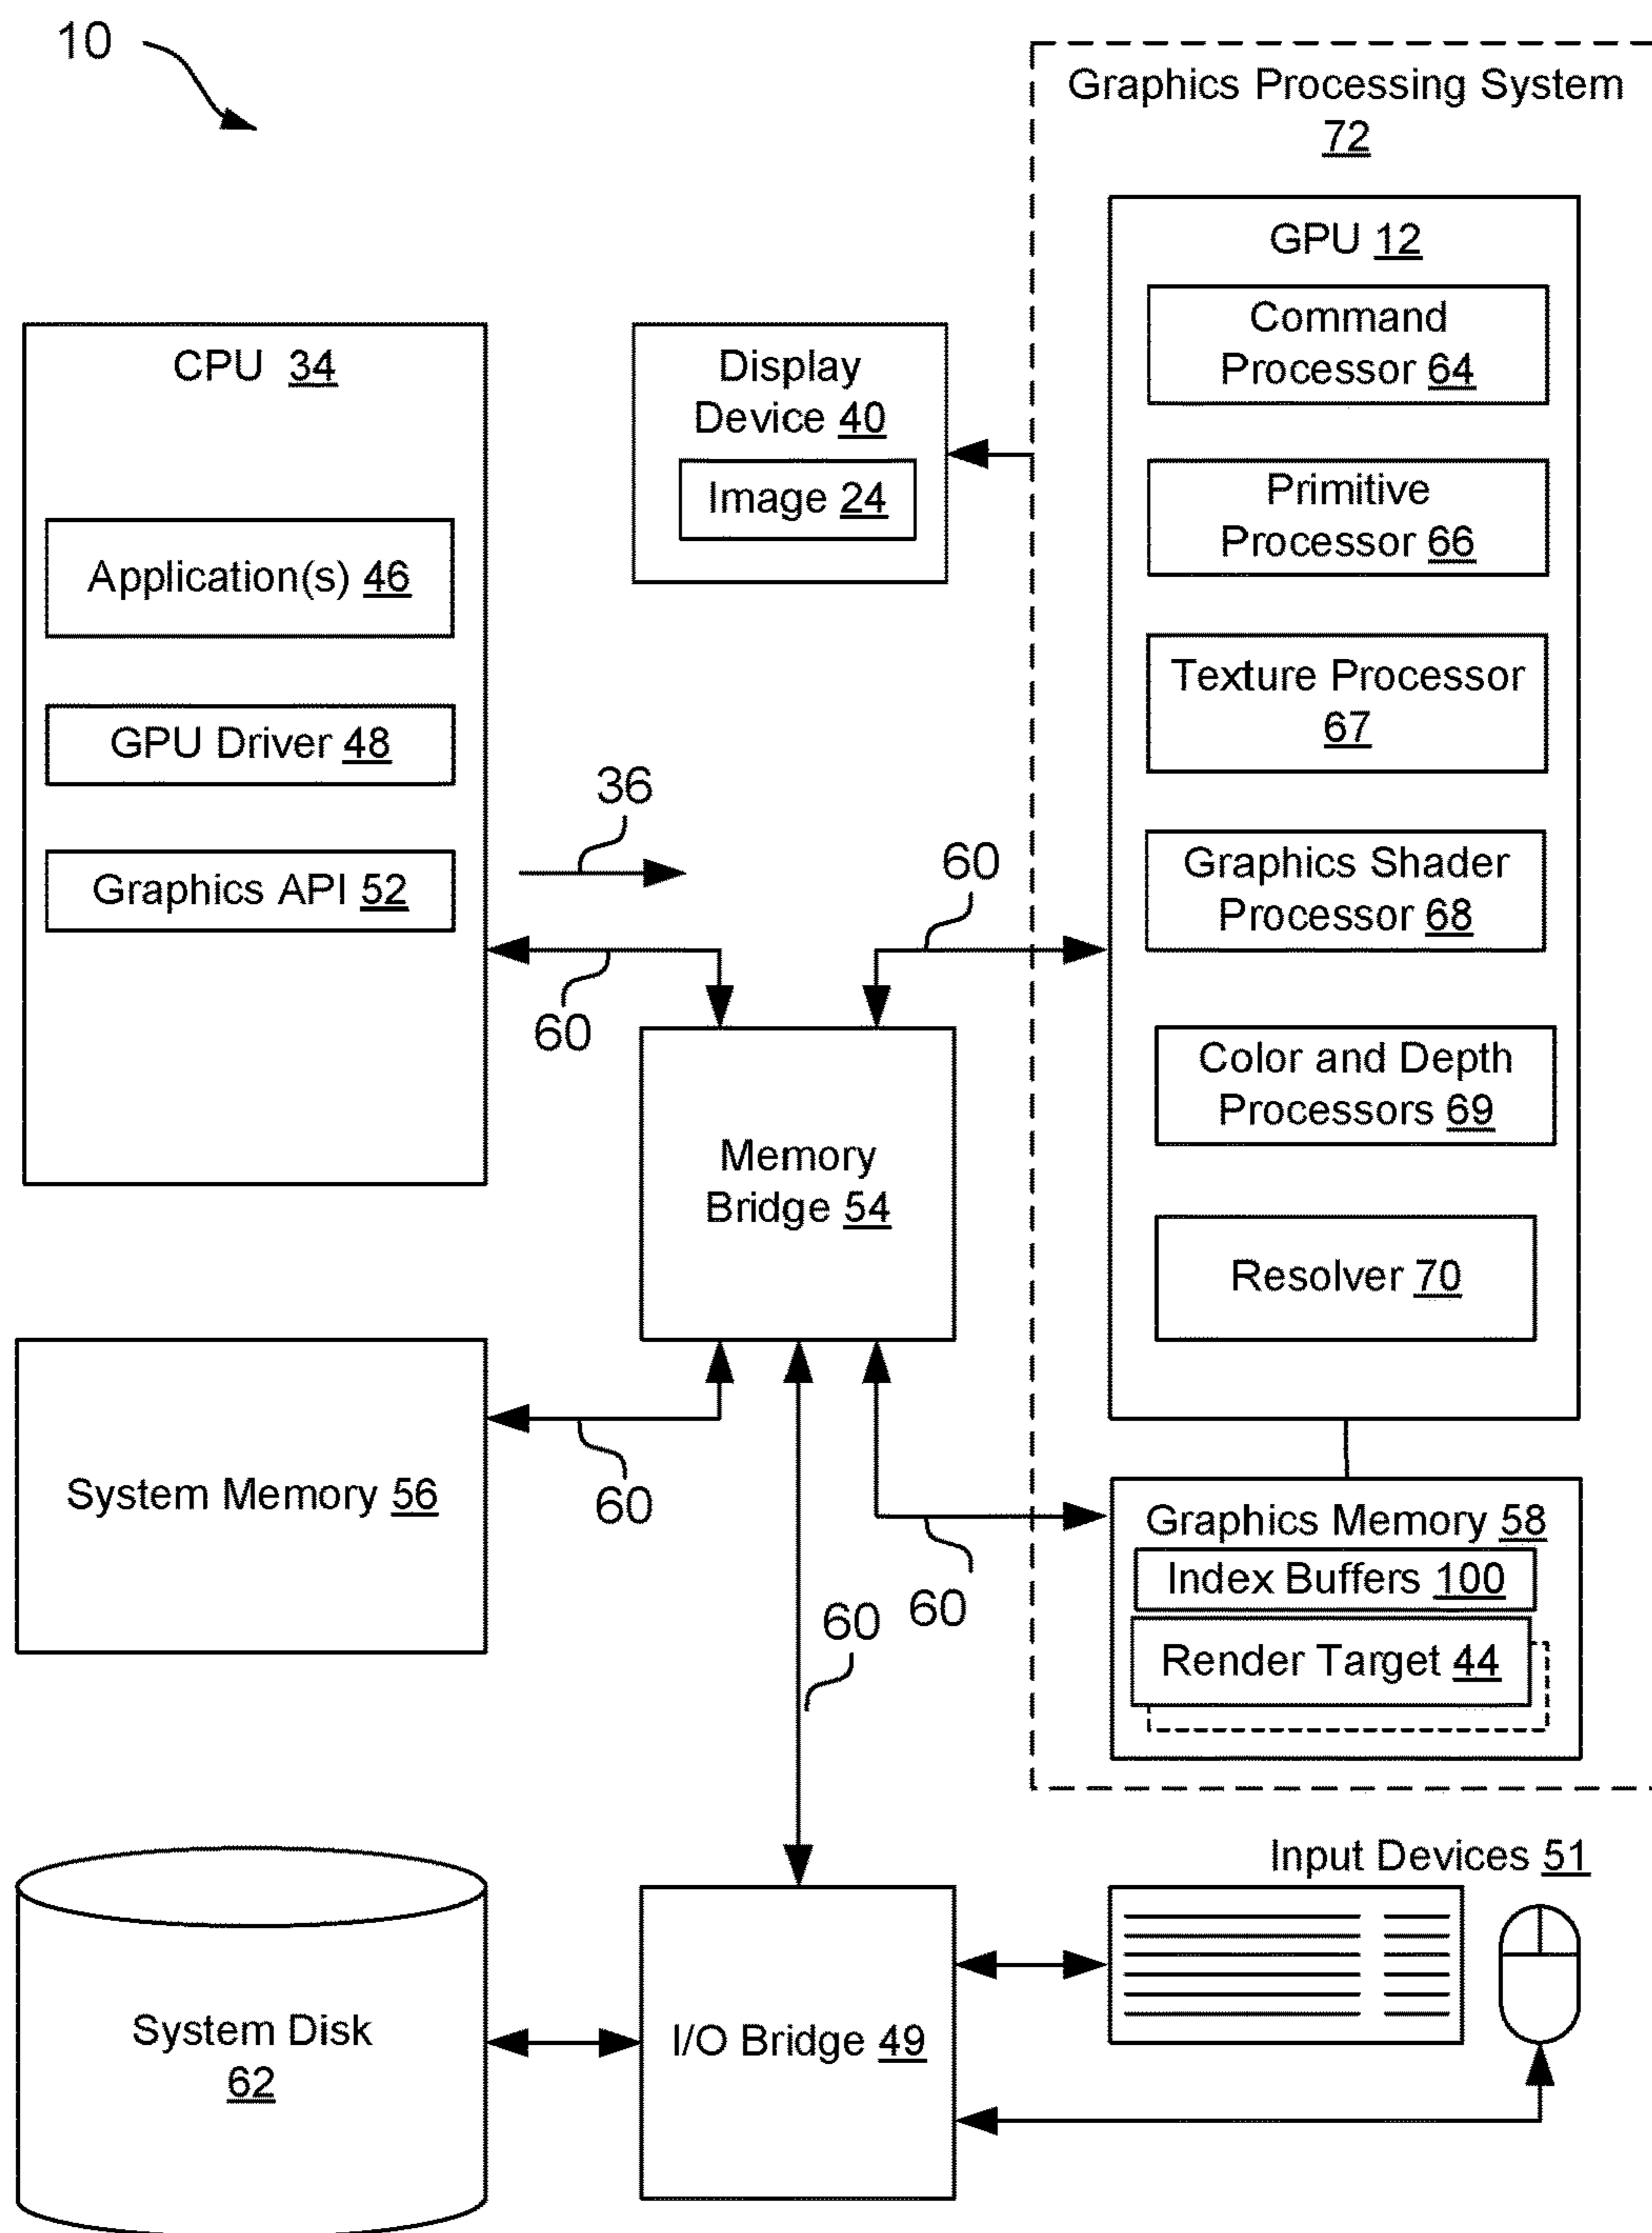 10
Graphics Processing System
72
GPU 12
Command
Processor 64
Primitive
Processor 66
Texture Processor
67
Graphics Shader
Processor 68
Color and Depth
Processors 69
Resolver 70
CPU 34
Application(s) 46
GPU Driver 48
Graphics API 52
Display
Device 40
Image 24
36
60
60
Memory
Bridge 54
System Memory 56
60
60
60
Graphics Memory 58
Index Buffers 100
Render Target 44
Input Devices 51
System Disk
62
I/O Bridge 49